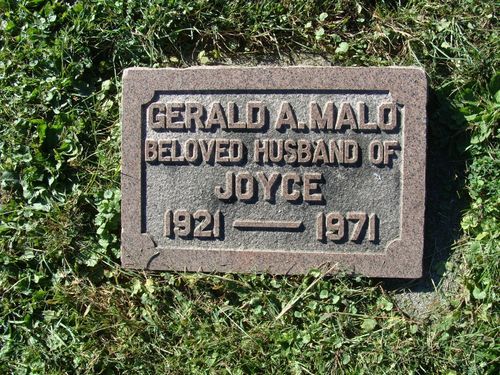 GERALD A. MALO
BELOVED HUSBAND OF
JOYCE
1921 — 1971